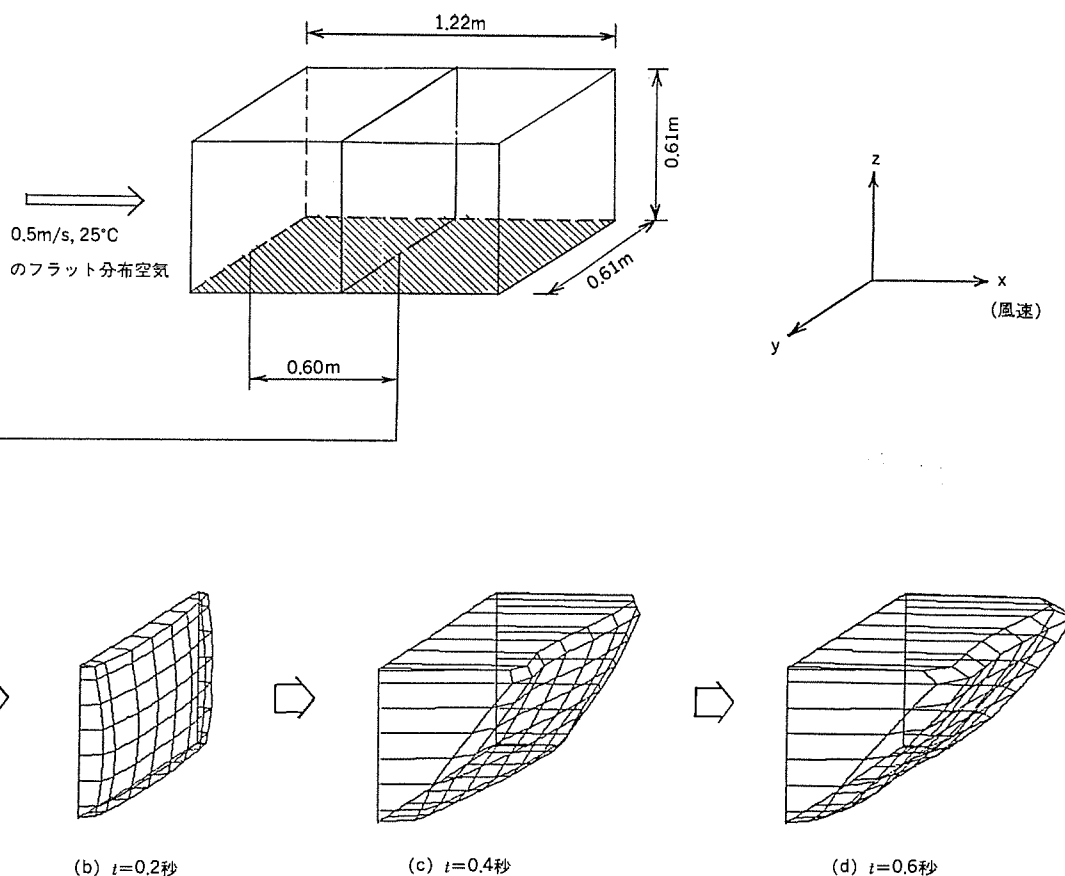 1.22m
0.61m
0.61m
0.5m/s, 25°C
のフラット分布空気
z
x
(風速)
y
0.60m
(b) t=0.2秒
(c) t=0.4秒
(d) t=0.6秒